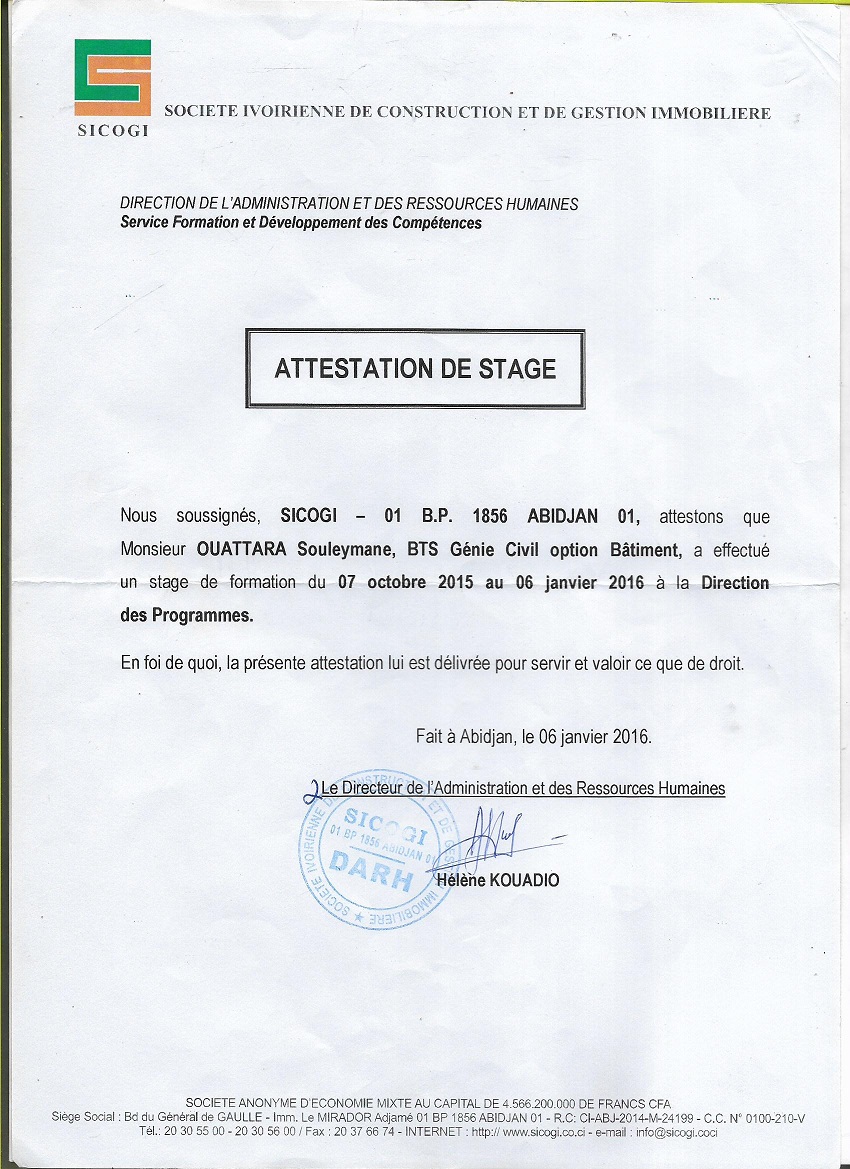 SICOGI
SOCIETE IVOIRIENNE DE CONSTRUCTION ET DE GESTION IMMOBILIERE
DIRECTION DE L'ADMINISTRATION ET DES RESSOURCES HUMAINES
Service Formation et Développement des Compétences
ATTESTATION DE STAGE
Nous soussignés, SICOGI – 01 B.P. 1856 ABIDJAN 01, attestons que
Monsieur OUATTARA Souleymane, BTS Génie Civil option Bâtiment, a effectué
un stage de formation du 07 octobre 2015 au 06 janvier 2016 à la Direction
des Programmes.
En foi de quoi, la présente attestation lui est délivrée pour servir et valoir ce que de droit.
Fait à Abidjan, le 06 janvier 2016.
Le Directeur de l'Administration et des Ressources Humaines
SOCIETE IVOIRIENNE DE CONSTRUCTION ET DE GESTION IMMOBILIERE
SICOGI
01 BP 1856 ABIDJAN 01
DARH
Hélène KOUADIO
SOCIETE ANONYME D'ECONOMIE MIXTE AU CAPITAL DE 4.566.200.000 DE FRANCS CFA
Siège Social : Bd du Général de GAULLE - Imm. Le MIRADOR Adjamé 01 BP 1856 ABIDJAN 01 - R.C: CI-ABJ-2014-M-24199 - C.C. N° 0100-210-V
Tél.: 20 30 55 00 - 20 30 56 00 / Fax : 20 37 66 74 - INTERNET : http:// www.sicogi.co.ci - e-mail : info@sicogi.coci